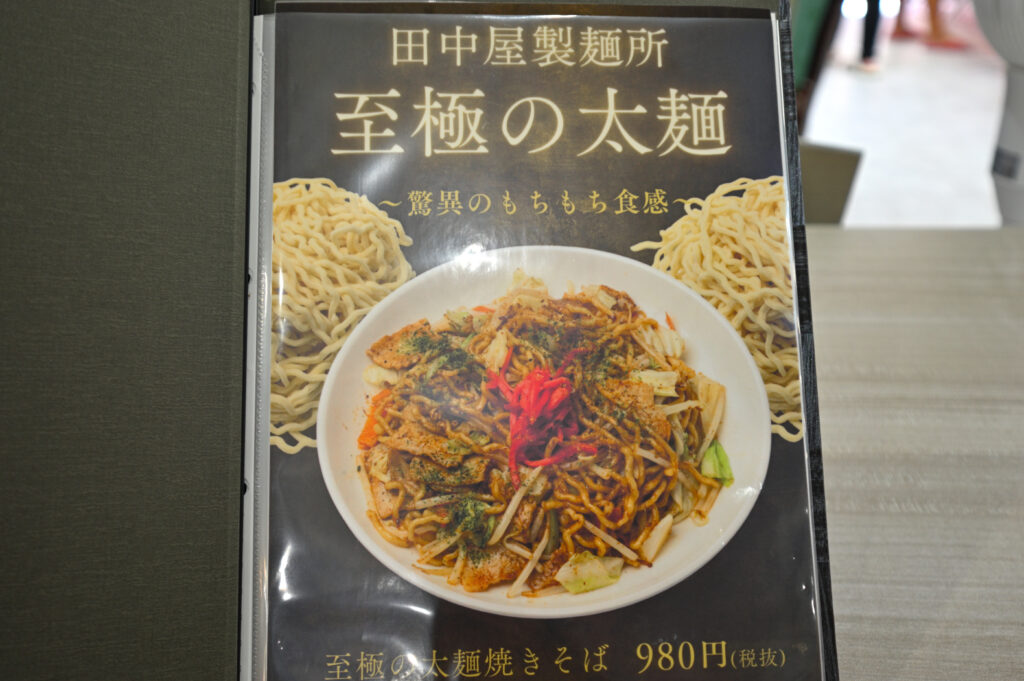 田中屋製麺所
至極の太麺
～驚異のもちもち食感～
至極の太麺焼きそば 980円(税抜)